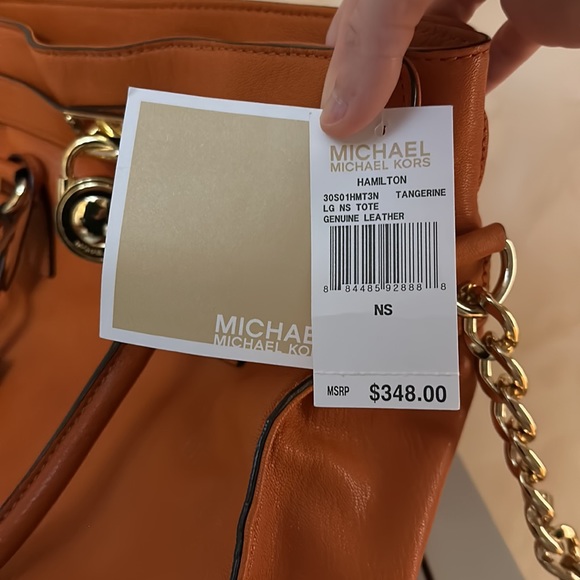 MICHAEL
MICHAEL KORS
HAMILTON
30S01HMT3N TANGERINE
LG NS TOTE
GENUINE LEATHER
8 84485 92888 8
NS
MSRP $348.00
MICHAEL
MICHAEL KOR